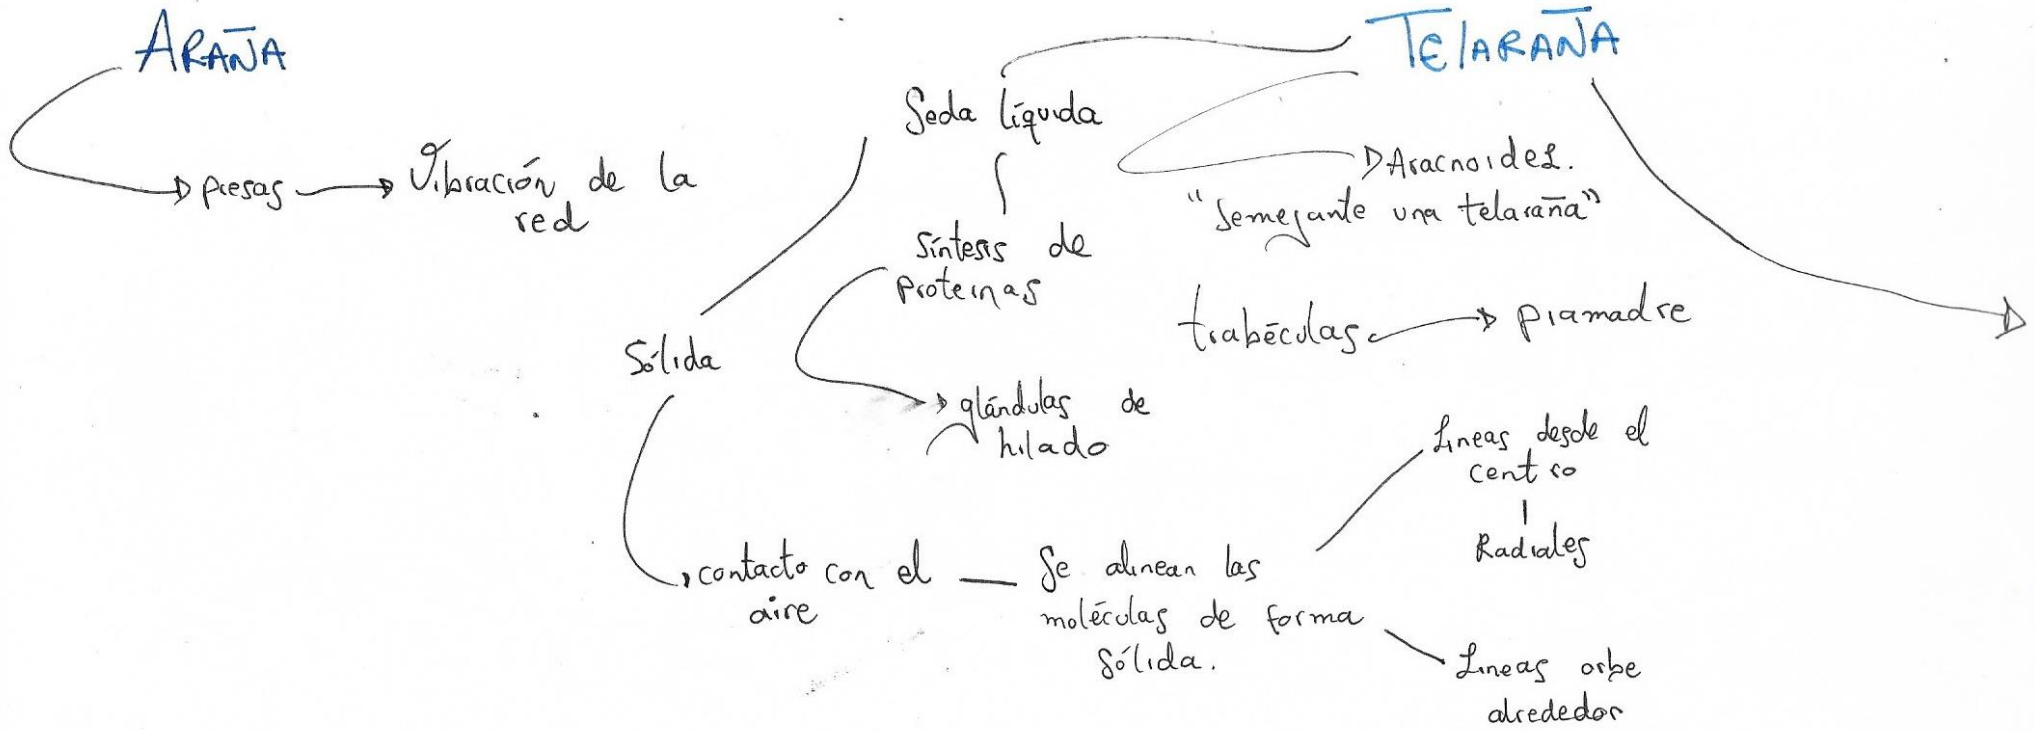 ARAÑA
presas
Vibración de la
red
TElARAÑA
Seda líquida
síntesis de
proteinas
glándulas de
hilado
Sólida
contacto con el
aire
Se alinean las
moléculas de forma
sólida.
Lineas desde el
centro
Radiales
Lineas orbe
alrededor
Aracnoides.
"Semejante una telaraña"
trabéculas
piamadre